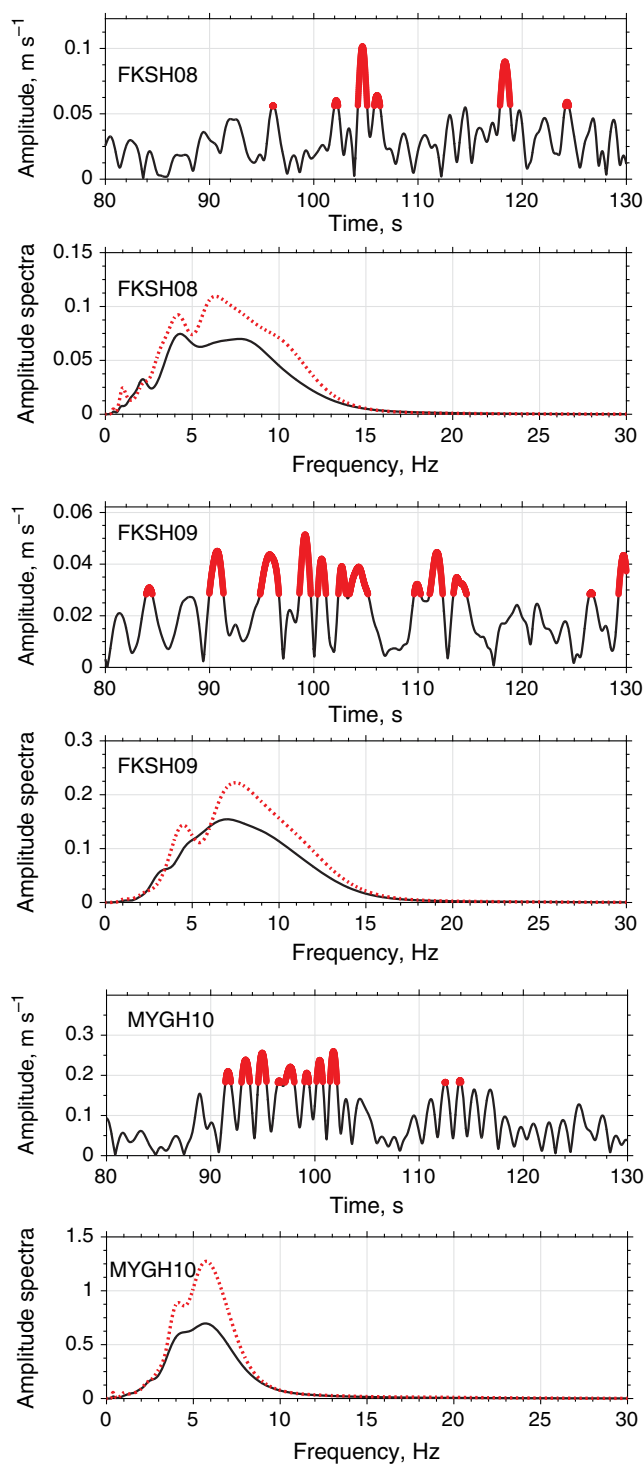 Amplitude, m s⁻¹
0.1
0.05
0
FKSH08
80 90 100 110 120 130
Time, s
Amplitude spectra
0.15
0.1
0.05
0
FKSH08
0 5 10 15 20 25 30
Frequency, Hz
Amplitude, m s⁻¹
0.06
0.04
0.02
0
FKSH09
80 90 100 110 120 130
Time, s
Amplitude spectra
0.3
0.2
0.1
0
FKSH09
0 5 10 15 20 25 30
Frequency, Hz
Amplitude, m s⁻¹
0.3
0.2
0.1
0
MYGH10
80 90 100 110 120 130
Time, s
Amplitude spectra
1.5
1
0.5
0
MYGH10
0 5 10 15 20 25 30
Frequency, Hz